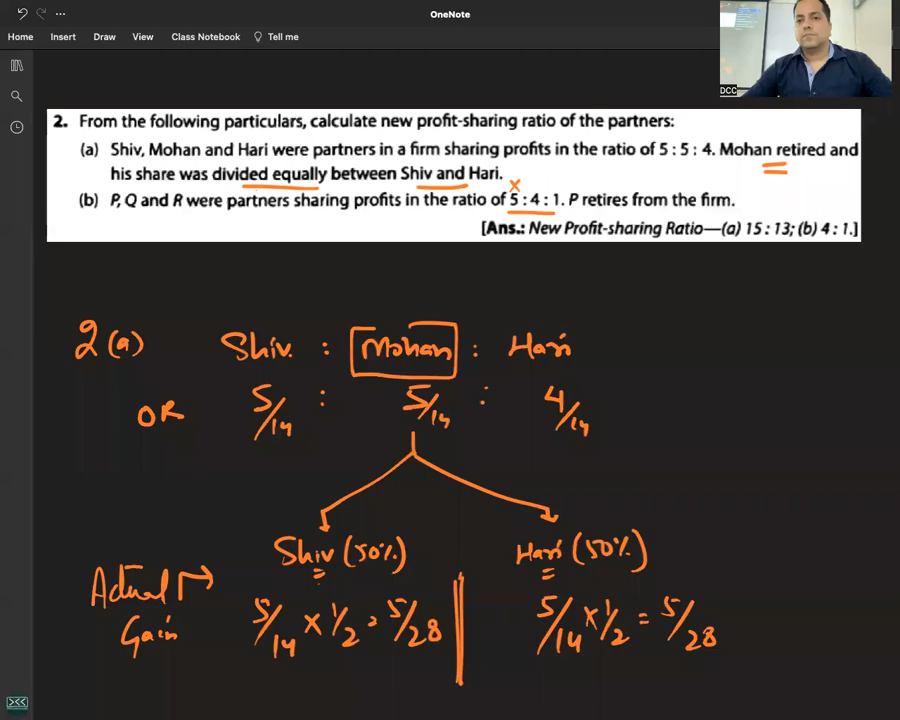 OneNote
Home Insert Draw View Class Notebook Tell me
DCC
2. From the following particulars, calculate new profit-sharing ratio of the partners:
(a) Shiv, Mohan and Hari were partners in a firm sharing profits in the ratio of 5 : 5 : 4. Mohan retired and
his share was divided equally between Shiv and Hari.
x
(b) P, Q and R were partners sharing profits in the ratio of 5 : 4 : 1. P retires from the firm.
[Ans.: New Profit-sharing Ratio—(a) 15 : 13; (b) 4 : 1.]
2 (a) Shiv : Mohan : Hari
OR 5/14 : 5/14 : 4/14
Shiv (50%) Hari (50%)
Actual
Gain 5/14 x 1/2 = 5/28 5/14 x 1/2 = 5/28